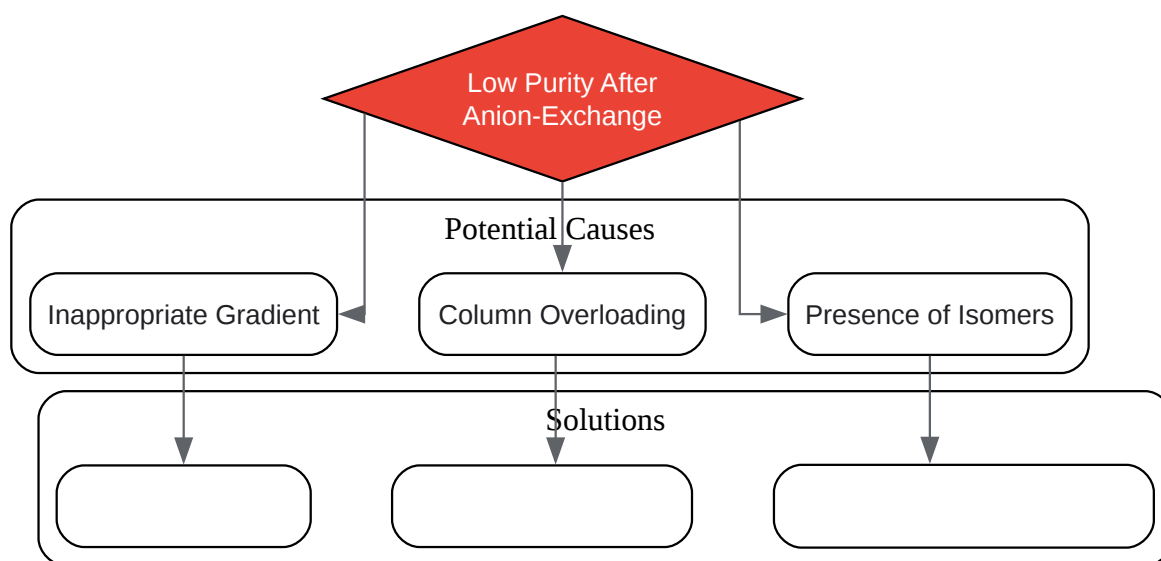 Low Purity After
Anion-Exchange
Potential Causes
Inappropriate Gradient
Column Overloading
Presence of Isomers
Solutions